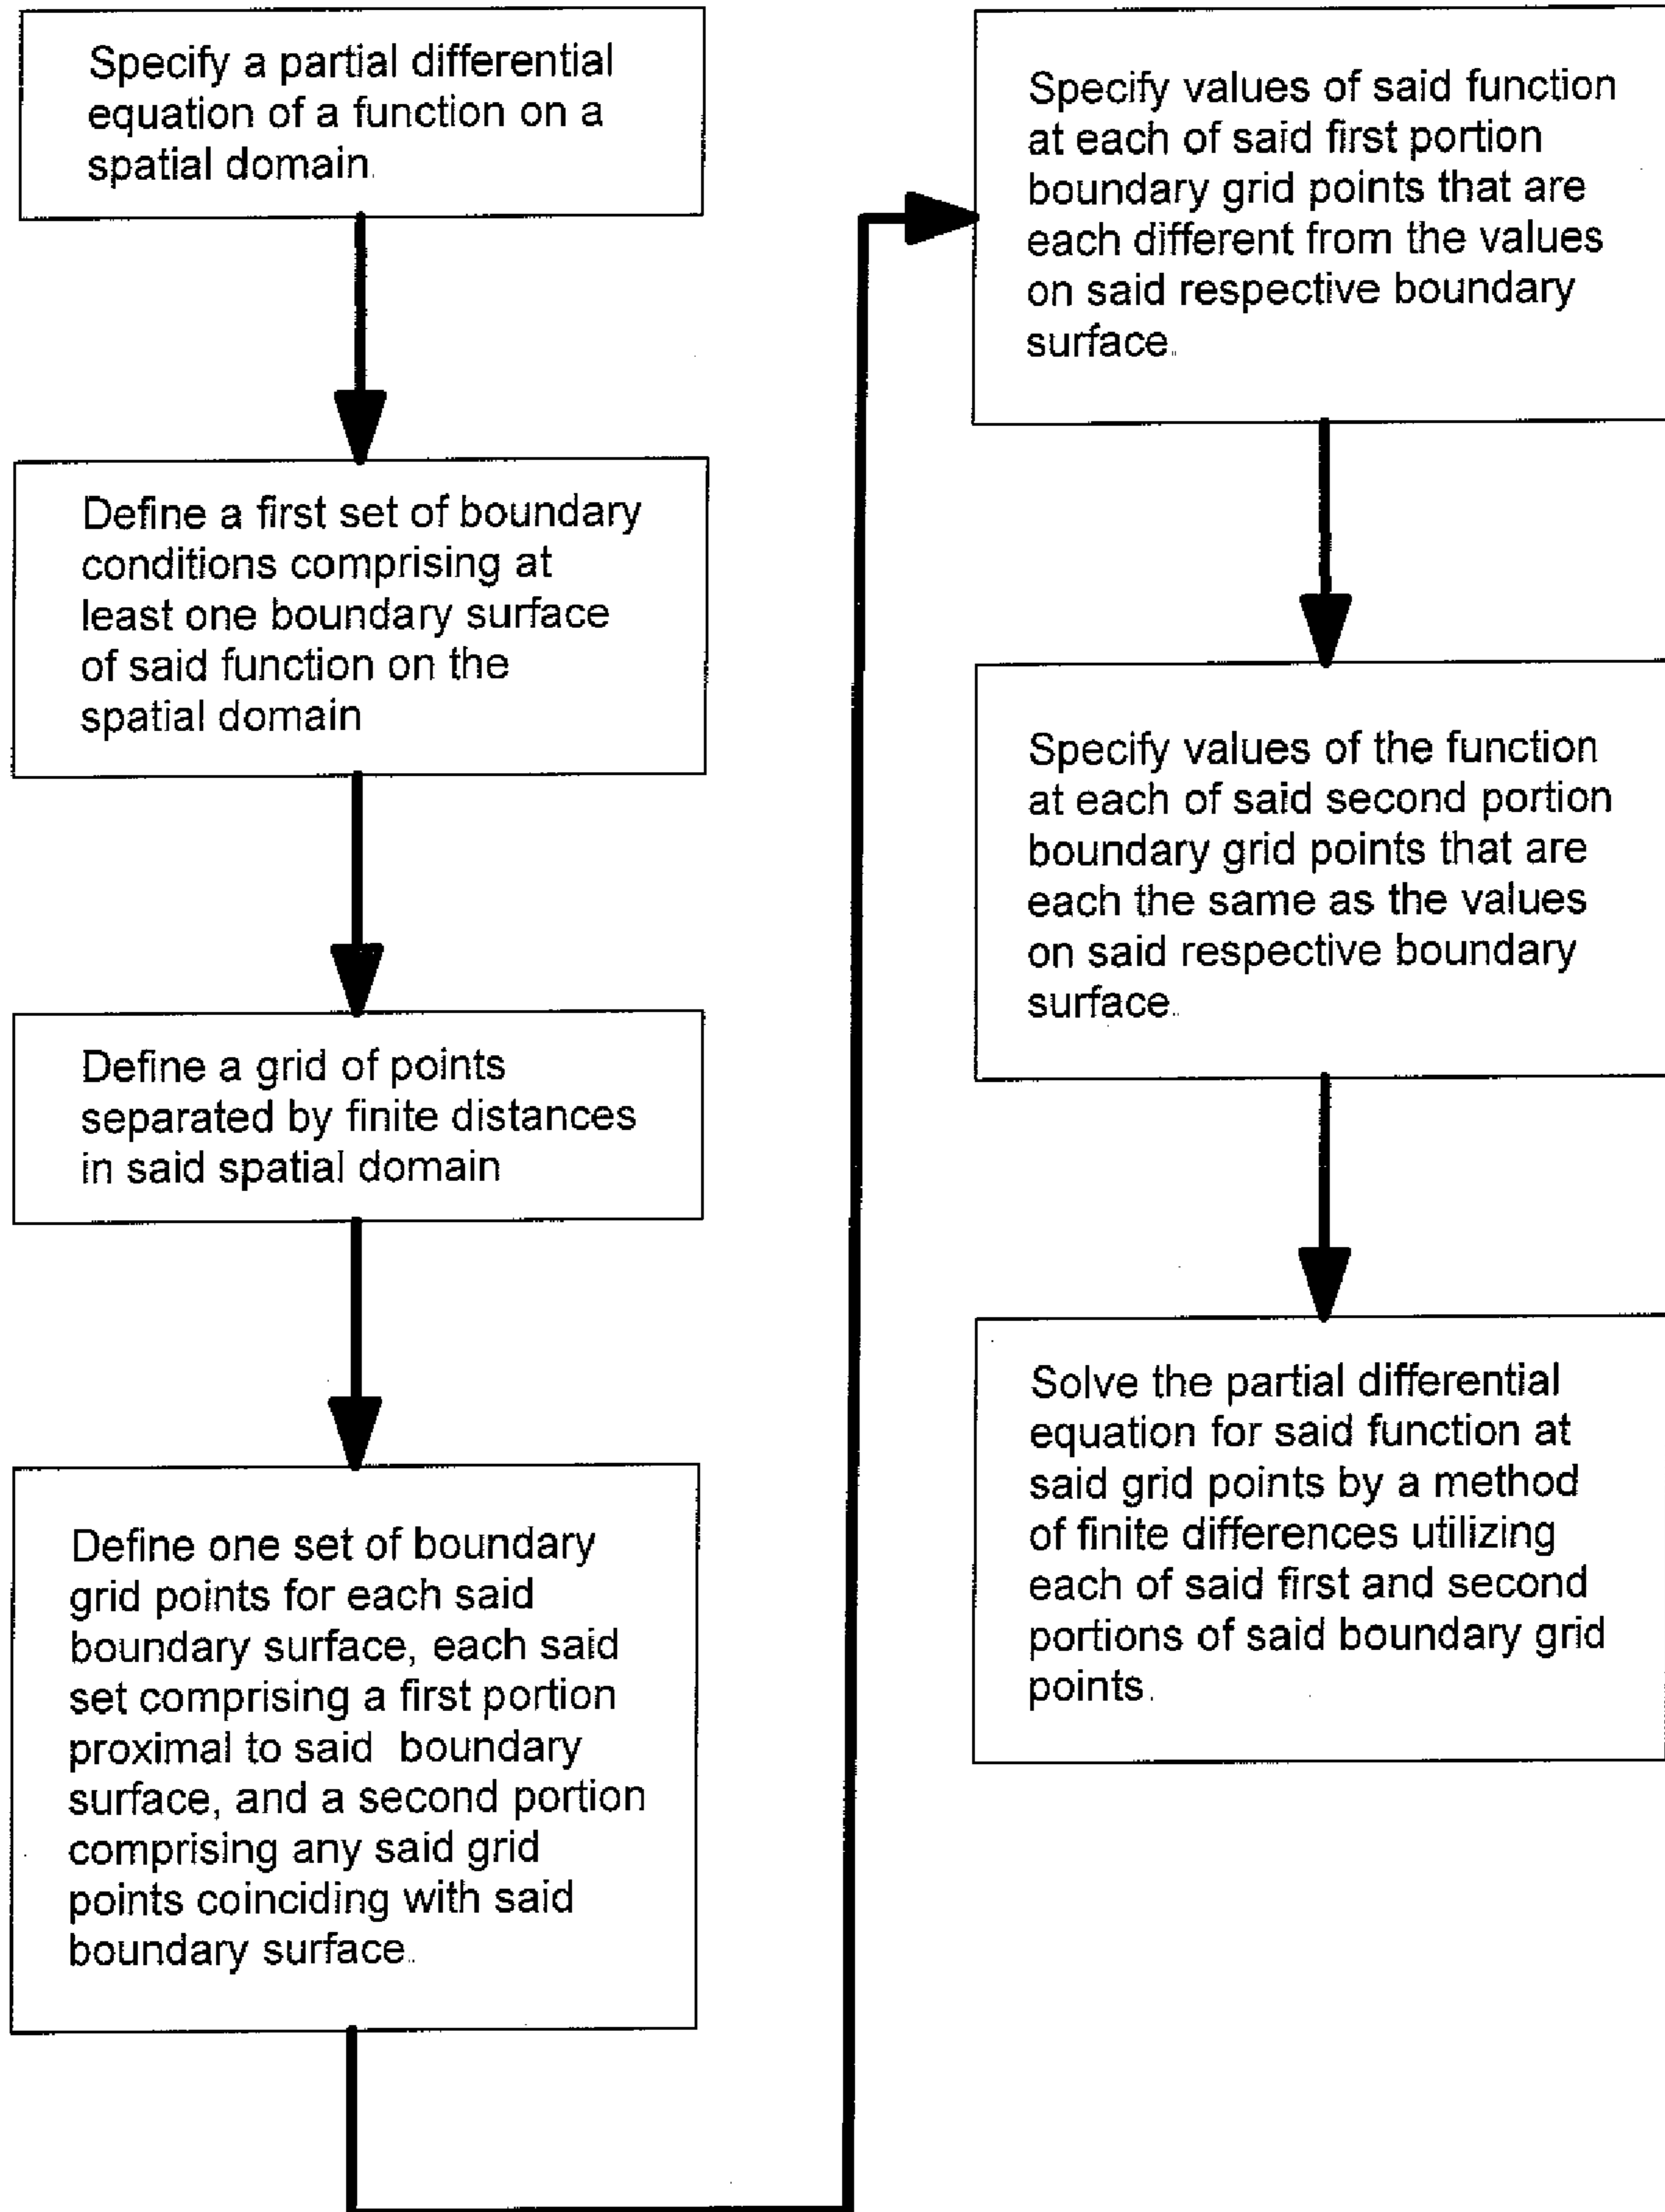 Specify a partial differential
equation of a function on a
spatial domain.
Define a first set of boundary
conditions comprising at
least one boundary surface
of said function on the
spatial domain
Define a grid of points
separated by finite distances
in said spatial domain
Define one set of boundary
grid points for each said
boundary surface, each said
set comprising a first portion
proximal to said boundary
surface, and a second portion
comprising any said grid
points coinciding with said
boundary surface.
Specify values of said function
at each of said first portion
boundary grid points that are
each different from the values
on said respective boundary
surface.
Specify values of the function
at each of said second portion
boundary grid points that are
each the same as the values
on said respective boundary
surface.
Solve the partial differential
equation for said function at
said grid points by a method
of finite differences utilizing
each of said first and second
portions of said boundary grid
points.